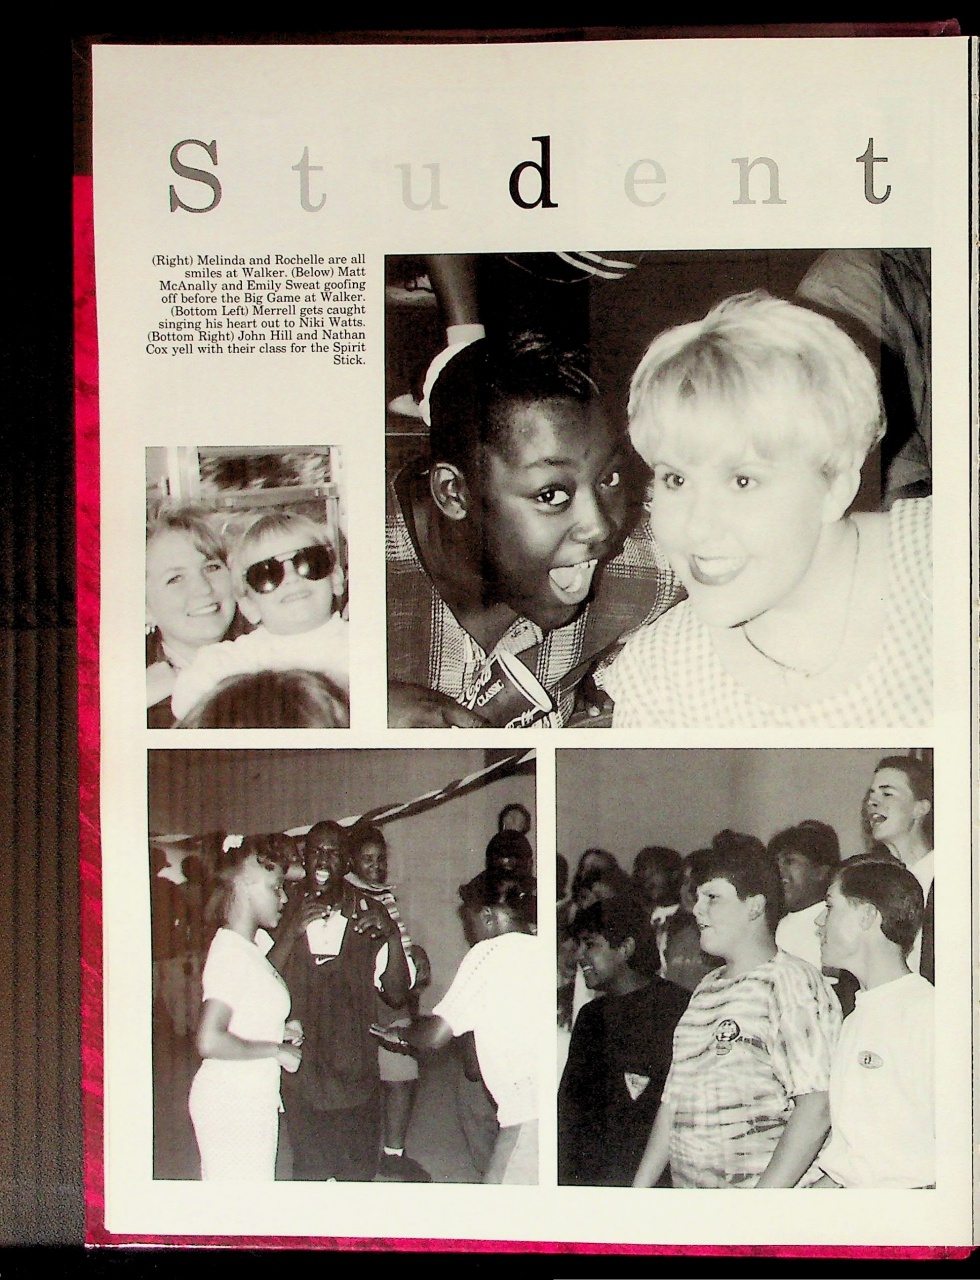 S t u d e n t
(Right) Melinda and Rochelle are all
smiles at Walker. (Below) Matt
McAnally and Emily Sweat goofing
off before the Big Game at Walker.
(Bottom Left) Merrell gets caught
singing his heart out to Niki Watts.
(Bottom Right) John Hill and Nathan
Cox yell with their class for the Spirit
Stick.
CLASSIC